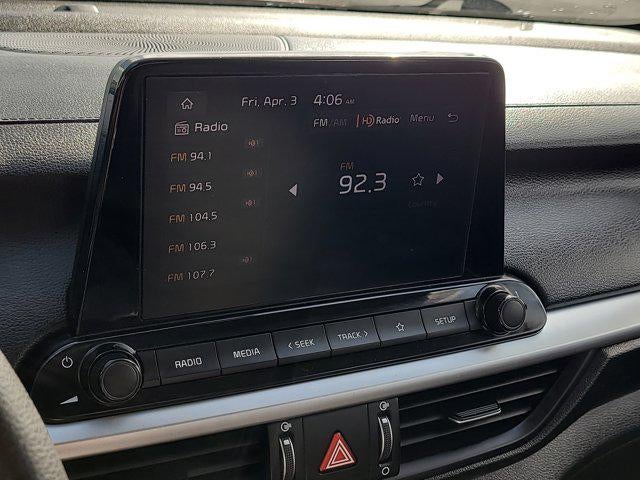 Fri, Apr. 3 4:06 AM
Radio FM/AM HD Radio Menu
FM 94.1
FM 94.5
FM 104.5
FM 106.3
FM 107.7
FM
92.3
Country
RADIO MEDIA < SEEK TRACK > SETUP